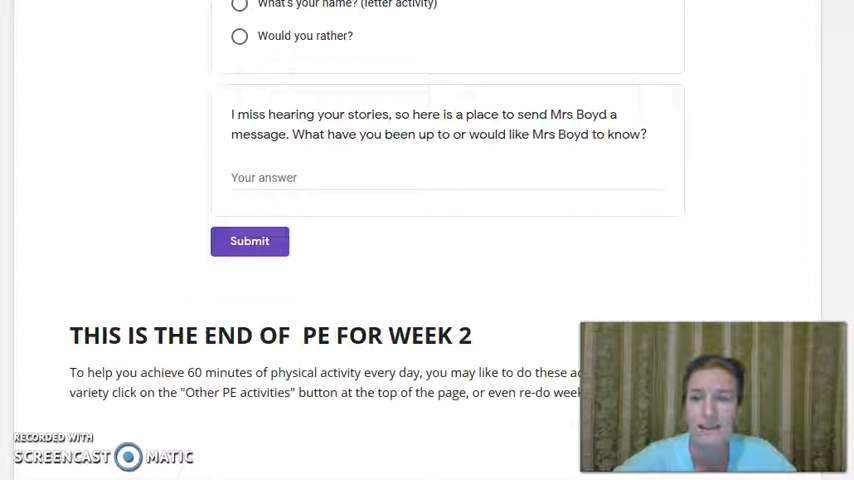 What's your name? (letter activity)
Would you rather?
I miss hearing your stories, so here is a place to send Mrs Boyd a
message. What have you been up to or would like Mrs Boyd to know?
Your answer
Submit
THIS IS THE END OF PE FOR WEEK 2
To help you achieve 60 minutes of physical activity every day, you may like to do these
variety click on the "Other PE activities" button at the top of the page, or even re-do
RECORDED WITH
SCREENCAST MATIC